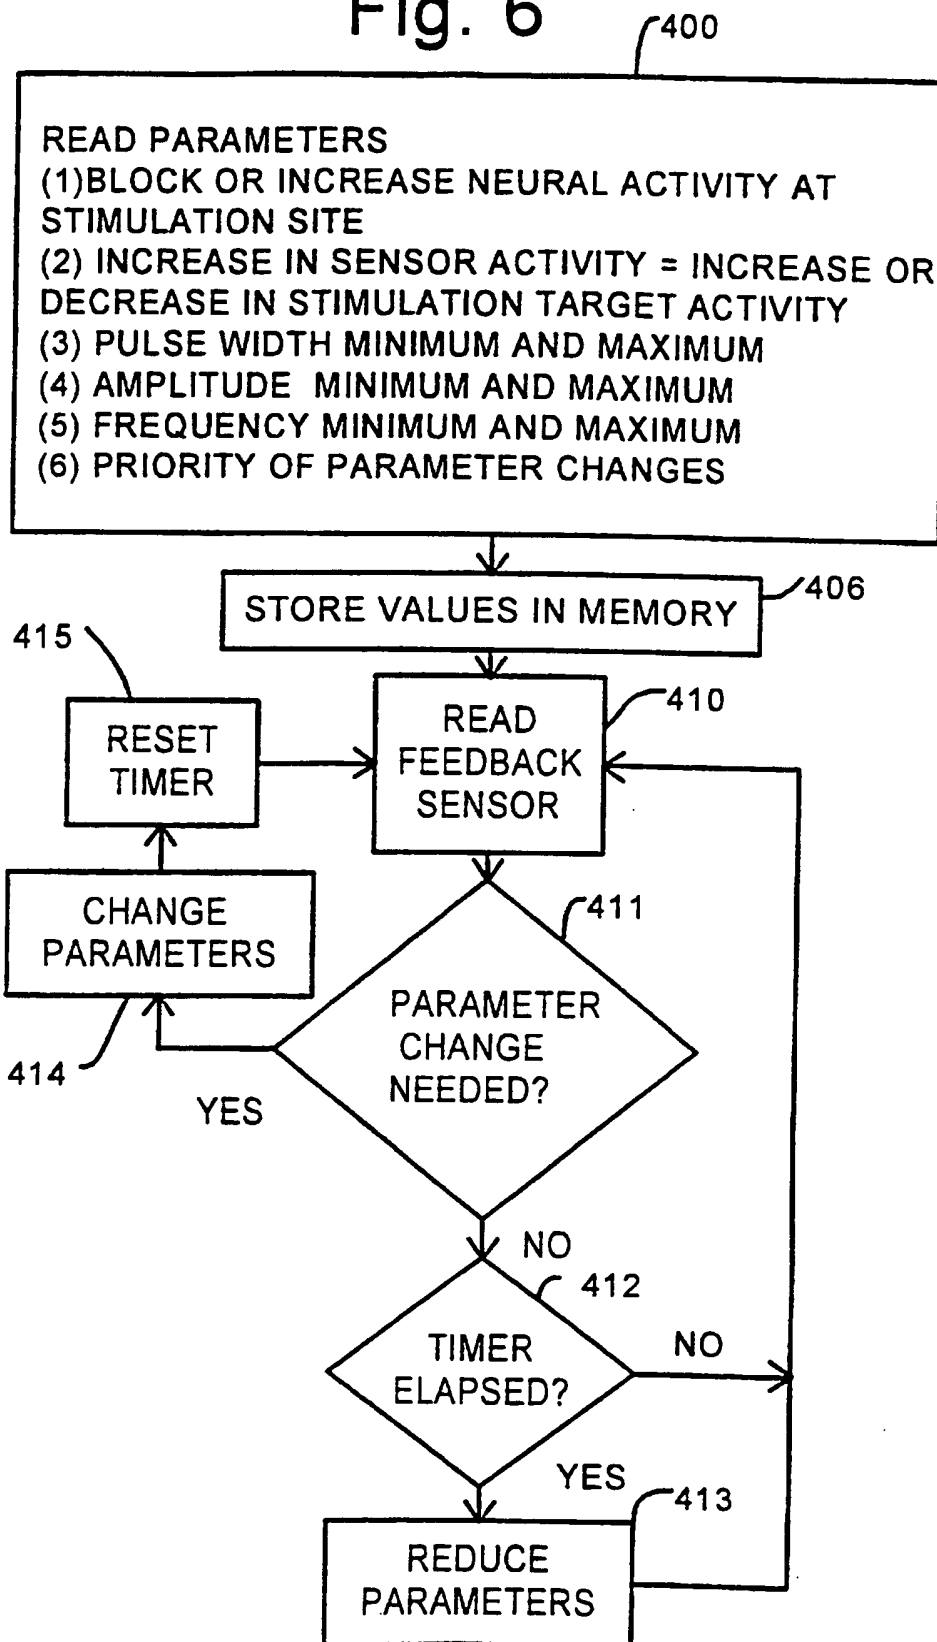 Fig. 6
400
READ PARAMETERS
(1)BLOCK OR INCREASE NEURAL ACTIVITY AT
STIMULATION SITE
(2) INCREASE IN SENSOR ACTIVITY = INCREASE OR
DECREASE IN STIMULATION TARGET ACTIVITY
(3) PULSE WIDTH MINIMUM AND MAXIMUM
(4) AMPLITUDE MINIMUM AND MAXIMUM
(5) FREQUENCY MINIMUM AND MAXIMUM
(6) PRIORITY OF PARAMETER CHANGES
STORE VALUES IN MEMORY
406
415
RESET
TIMER
READ
FEEDBACK
SENSOR
410
CHANGE
PARAMETERS
414
411
PARAMETER
CHANGE
NEEDED?
YES
NO
412
TIMER
ELAPSED?
NO
YES
413
REDUCE
PARAMETERS